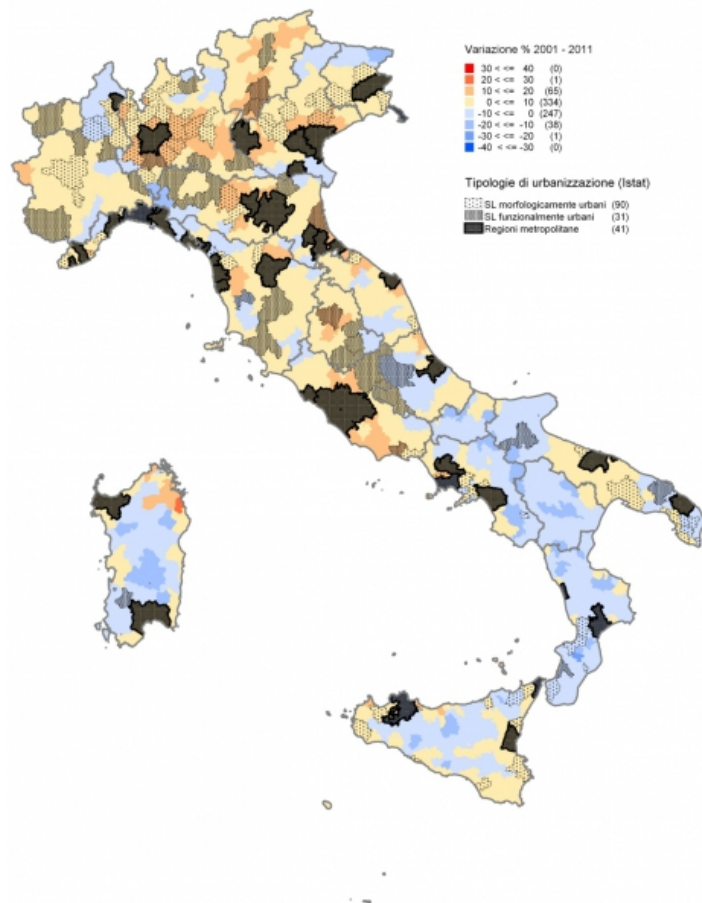 Variazione % 2001 - 2011
30 < <= 40 (0)
20 < <= 30 (1)
10 < <= 20 (65)
0 < <= 10 (334)
-10 < <= 0 (247)
-20 < <= -10 (38)
-30 < <= -20 (1)
-40 < <= -30 (0)
Tipologie di urbanizzazione (Istat)
SL morfologicamente urbani (90)
SL funzionalmente urbani (31)
Regioni metropolitane (41)